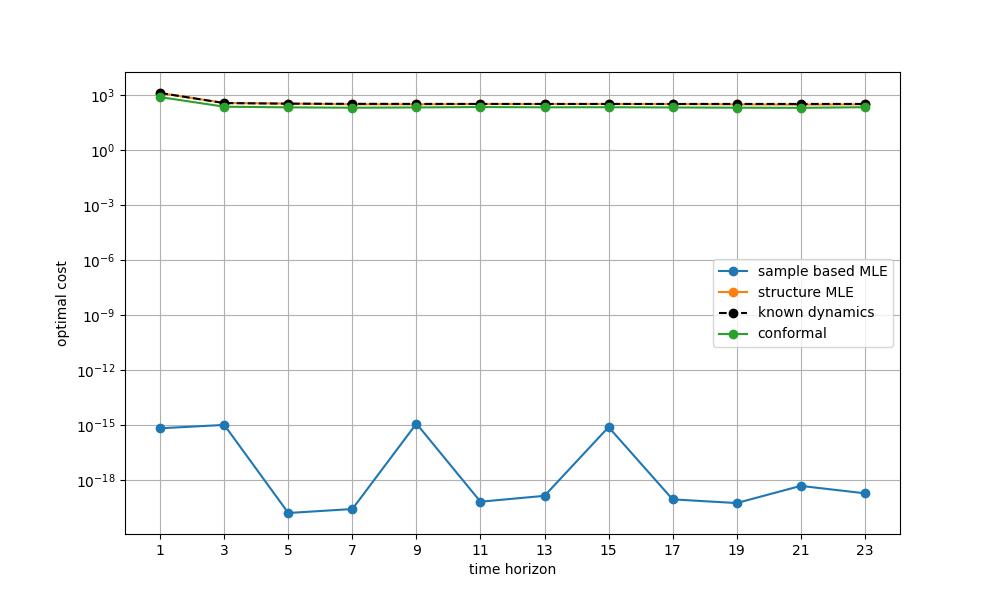 optimal cost
10³
10⁰
10⁻³
10⁻⁶
10⁻⁹
10⁻¹²
10⁻¹⁵
10⁻¹⁸
sample based MLE
structure MLE
known dynamics
conformal
1 3 5 7 9 11 13 15 17 19 21 23
time horizon